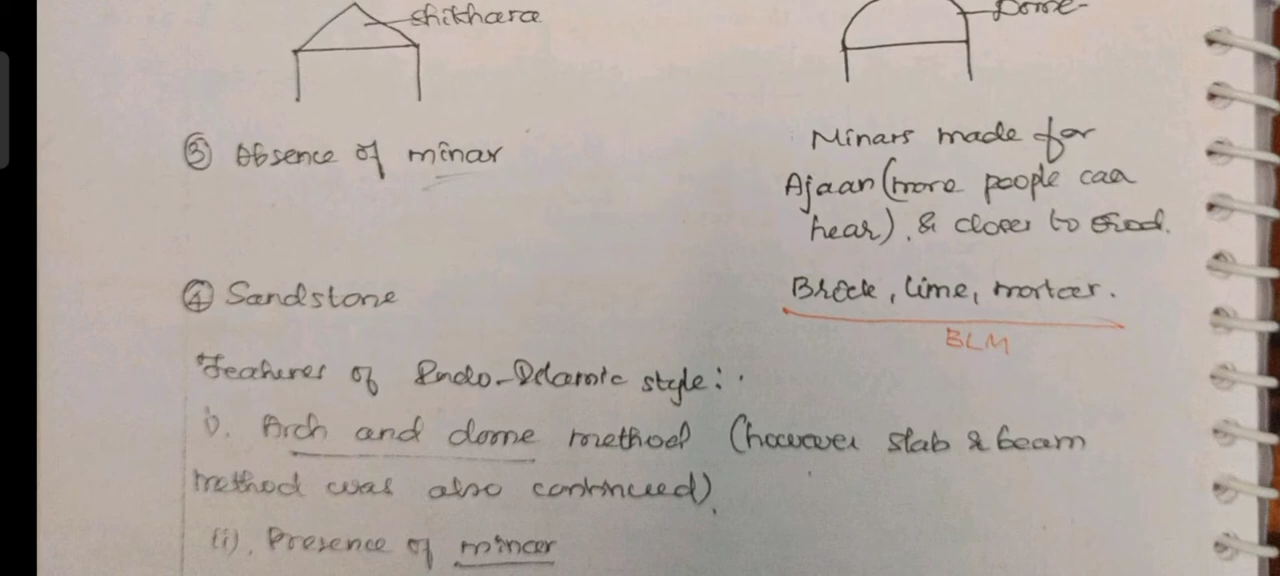 Shikhara
Dome
③ Absence of minar
Minars made for
Ajaan (more people can
hear). & closer to God.
④ Sandstone
Brick, lime, mortar.
BLM
*Features of Indo-Islamic style:
i). Arch and dome method (however slab & beam
method was also continued).
(ii). Presence of minar